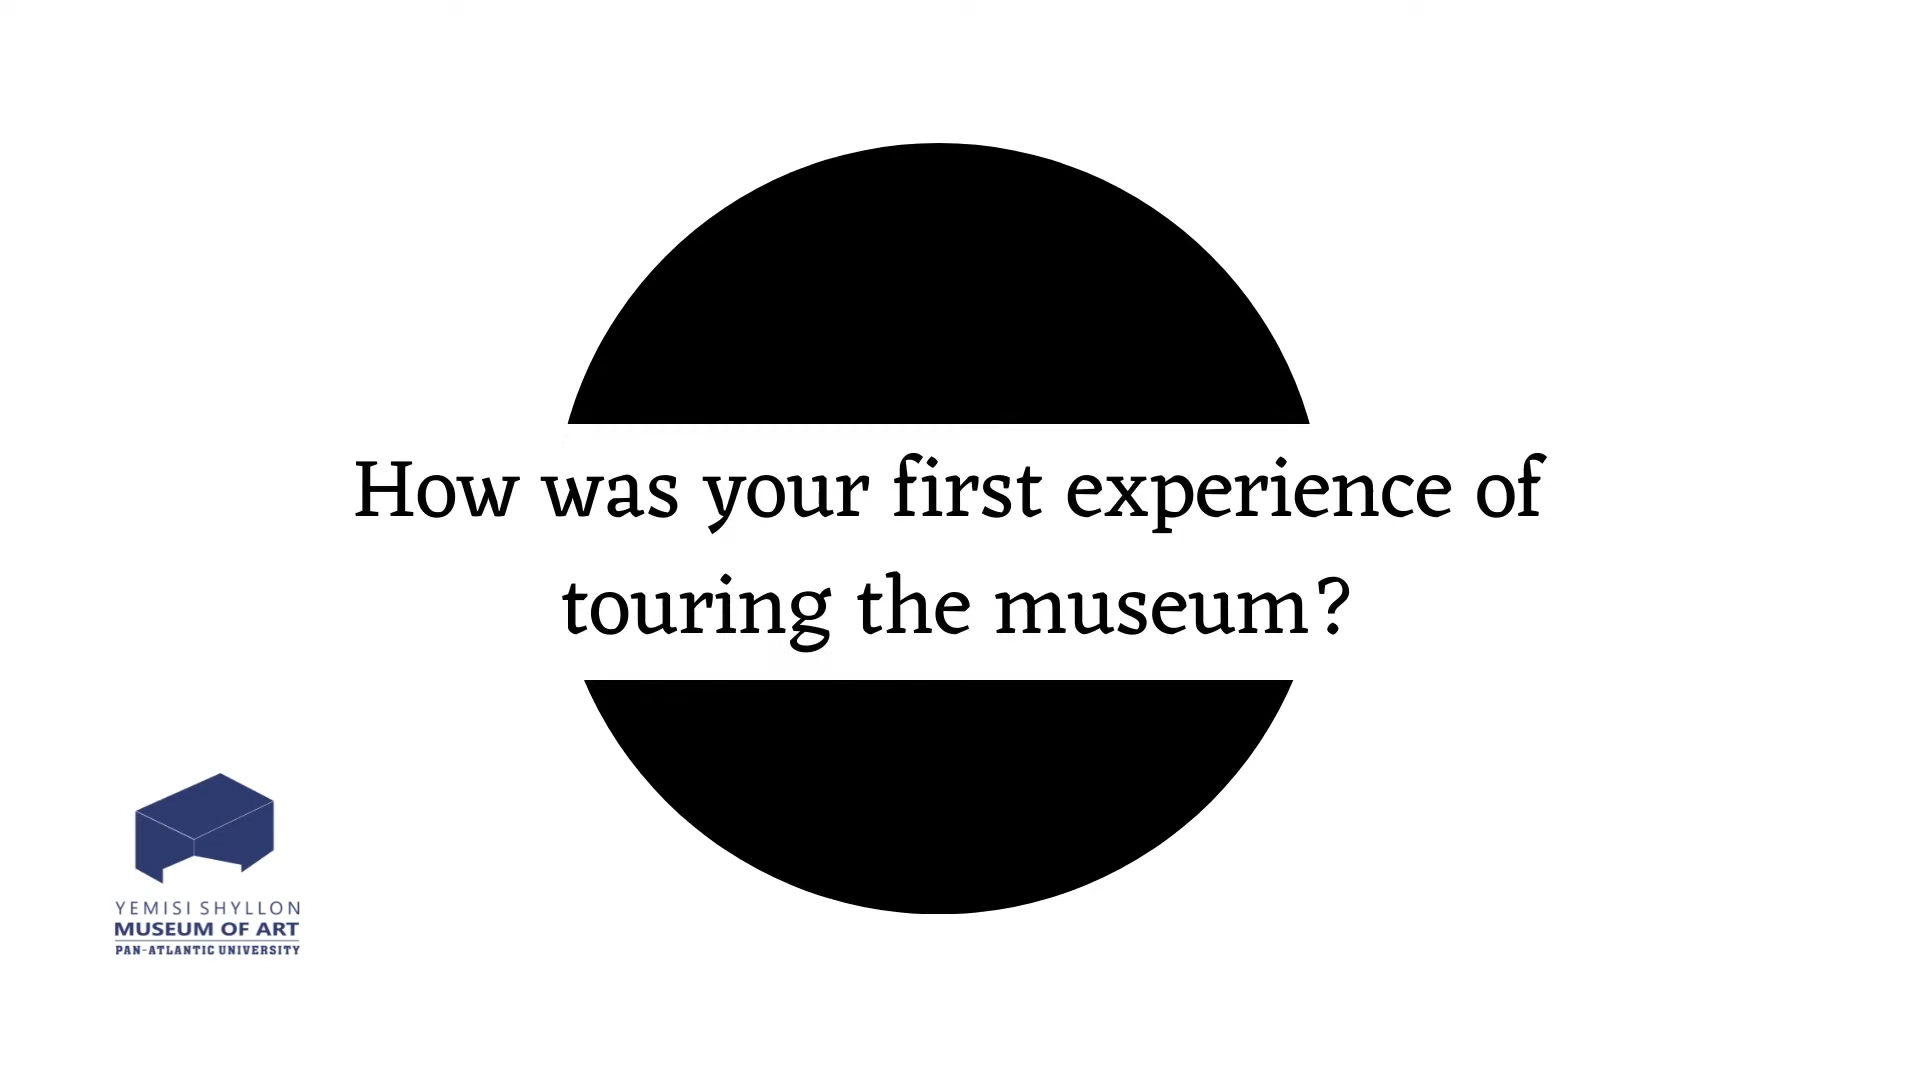 How was your first experience of
touring the museum?
YEMISI SHYLLON
MUSEUM OF ART
PAN-ATLANTIC UNIVERSITY